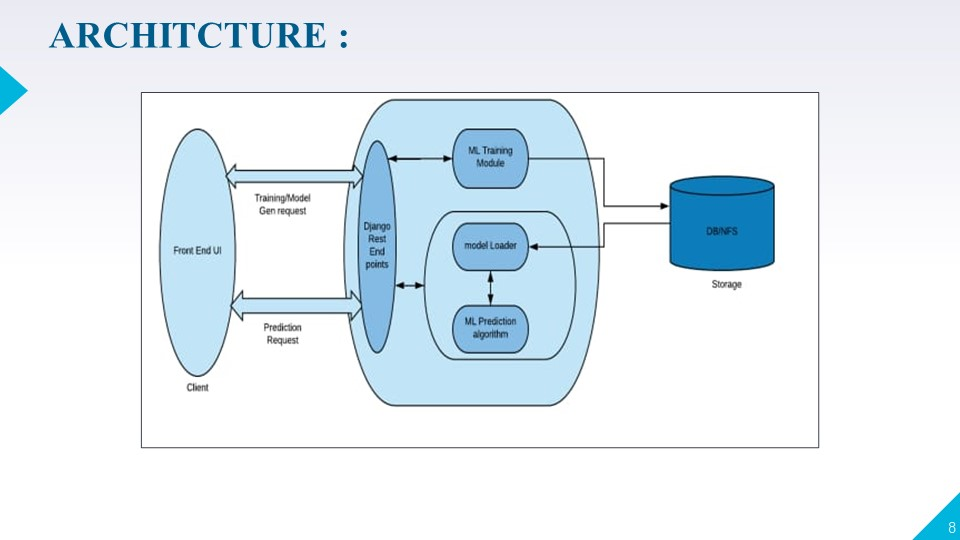 ARCHITCTURE :
Front End UI
Client
Training/Model
Gen request
Prediction
Request
Django
Rest
End
points
ML Training
Module
model Loader
ML Prediction
algorithm
DB/NFS
Storage
8